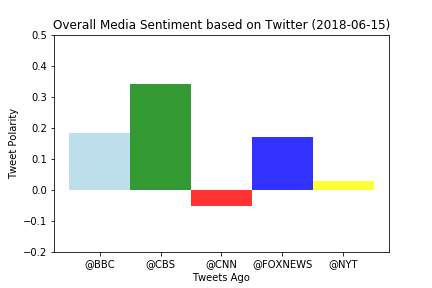 Overall Media Sentiment based on Twitter (2018-06-15)
Tweet Polarity
0.5
0.4
0.3
0.2
0.1
0.0
−0.1
−0.2
@BBC @CBS @CNN @FOXNEWS @NYT
Tweets Ago